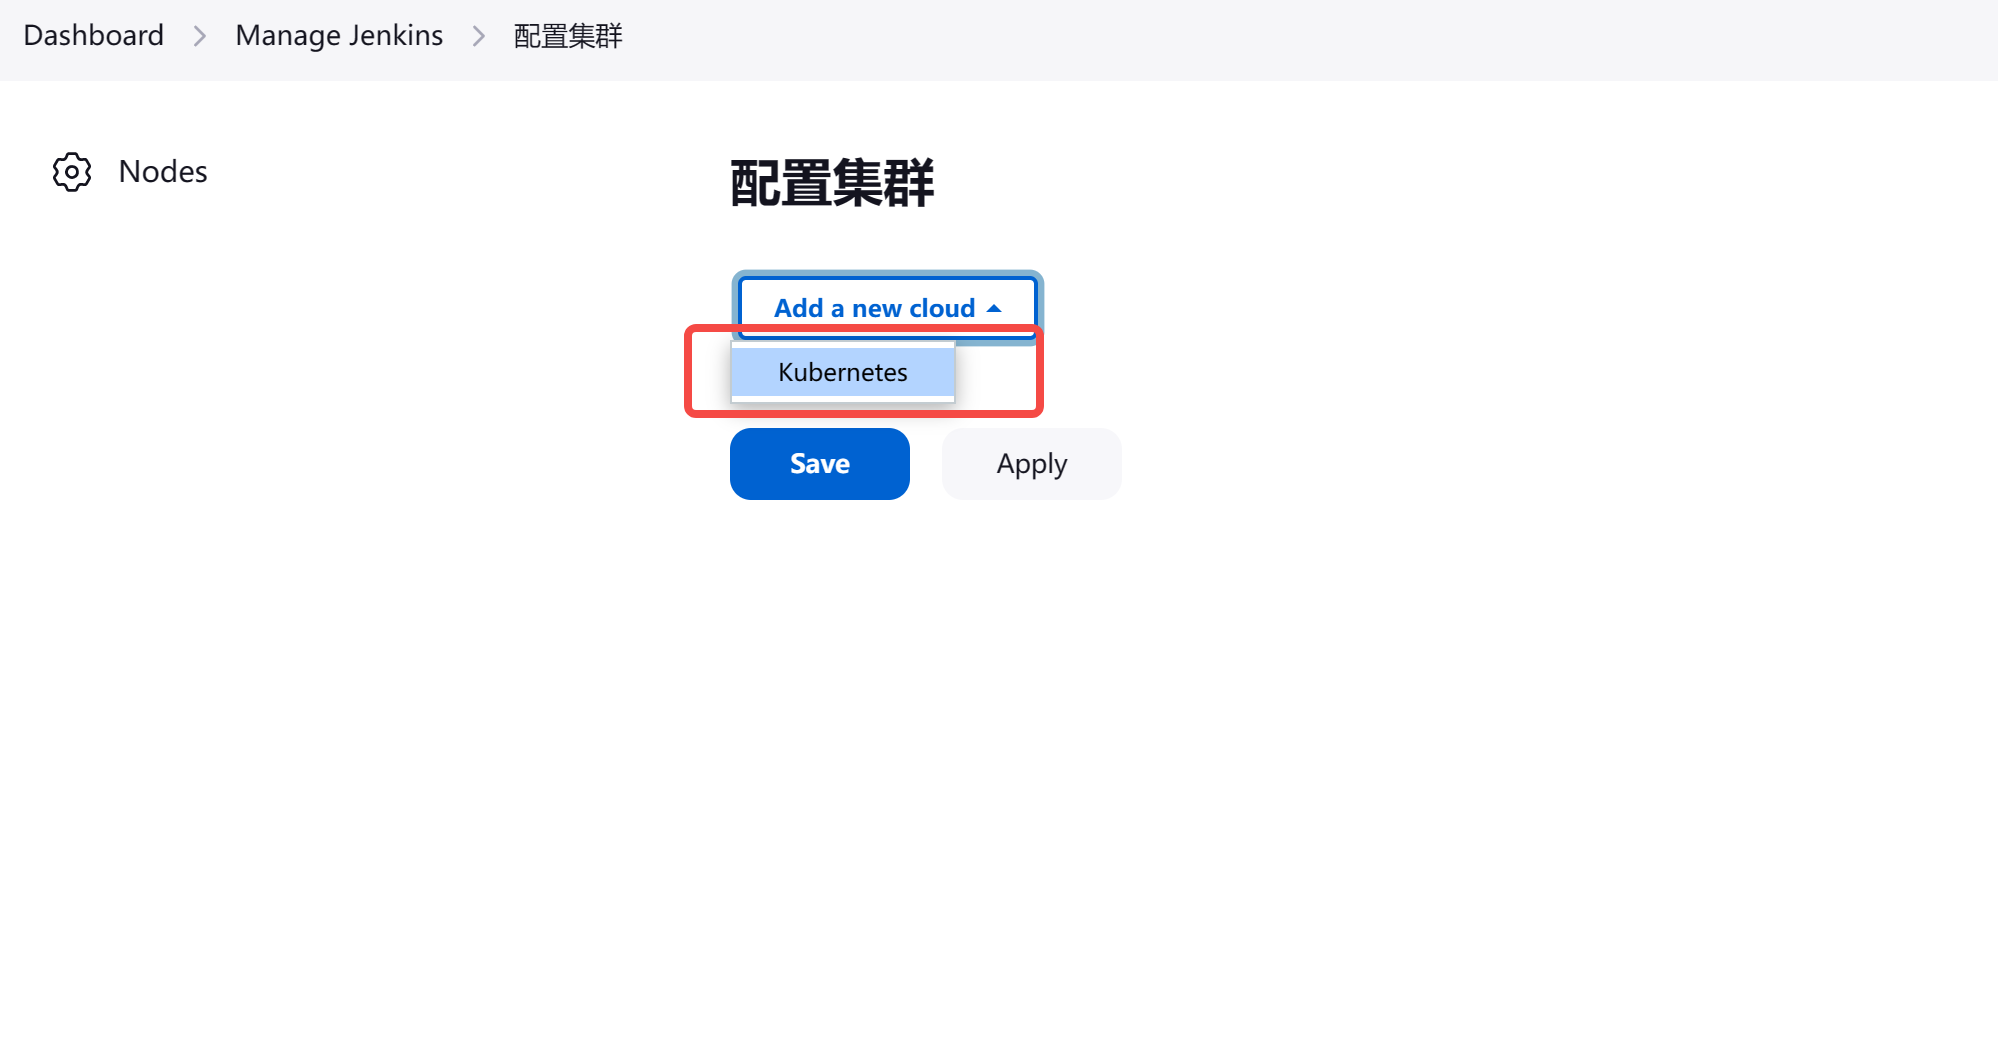 Dashboard > Manage Jenkins > 配置集群
Nodes
配置集群
Add a new cloud
Kubernetes
Save Apply